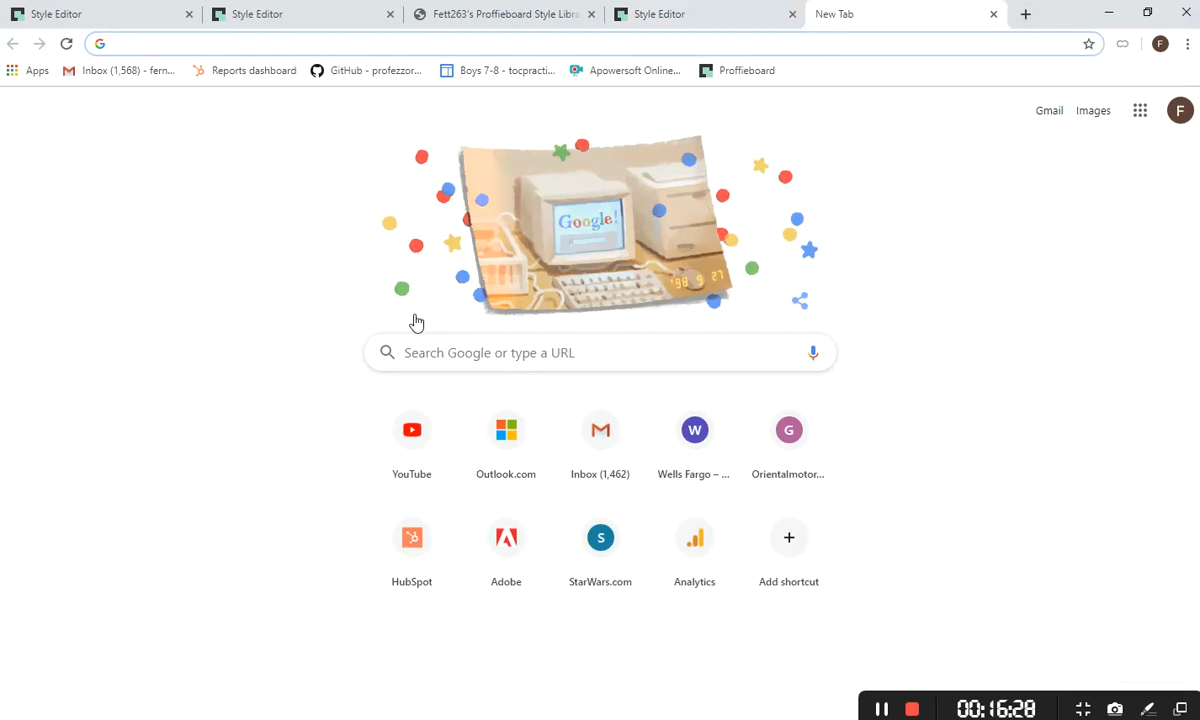 Style Editor
Style Editor
Fett263's Proffieboard Style Libra
Style Editor
New Tab
F
Apps
Inbox (1,568) - fern...
Reports dashboard
GitHub - profezzor...
Boys 7-8 - tocpracti...
Apowersoft Online...
Proffieboard
Gmail
Images
F
Google!
'98 9 27
Search Google or type a URL
W
G
YouTube
Outlook.com
Inbox (1,462)
Wells Fargo – ...
Orientalmotor...
S
HubSpot
Adobe
StarWars.com
Analytics
Add shortcut
00:16:28